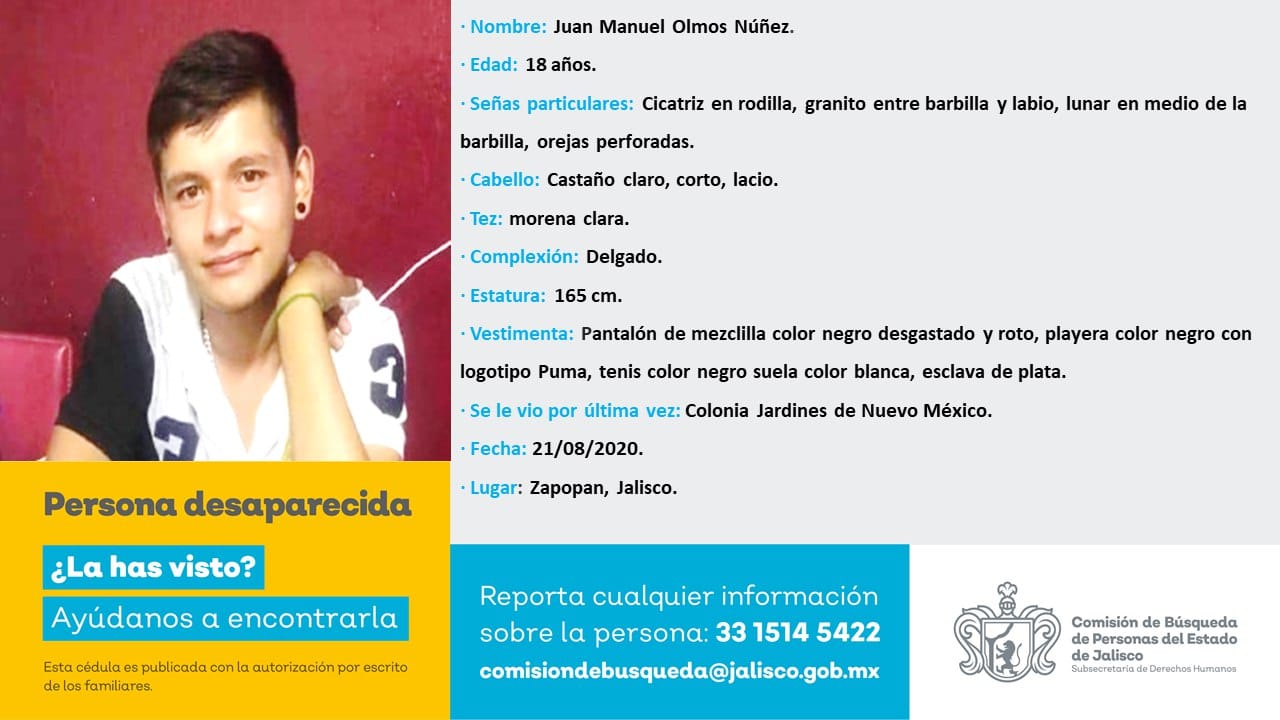 · Nombre: Juan Manuel Olmos Núñez.
· Edad: 18 años.
· Señas particulares: Cicatriz en rodilla, granito entre barbilla y labio, lunar en medio de la
barbilla, orejas perforadas.
· Cabello: Castaño claro, corto, lacio.
· Tez: morena clara.
· Complexión: Delgado.
· Estatura: 165 cm.
· Vestimenta: Pantalón de mezclilla color negro desgastado y roto, playera color negro con
logotipo Puma, tenis color negro suela color blanca, esclava de plata.
· Se le vio por última vez: Colonia Jardines de Nuevo México.
· Fecha: 21/08/2020.
· Lugar: Zapopan, Jalisco.
3
2
Persona desaparecida
¿La has visto?
Ayúdanos a encontrarla
Esta cédula es publicada con la autorización por escrito
de los familiares.
Reporta cualquier información
sobre la persona: 33 1514 5422
comisiondebusqueda@jalisco.gob.mx
Comisión de Búsqueda
de Personas del Estado
de Jalisco
Subsecretaría de Derechos Humanos